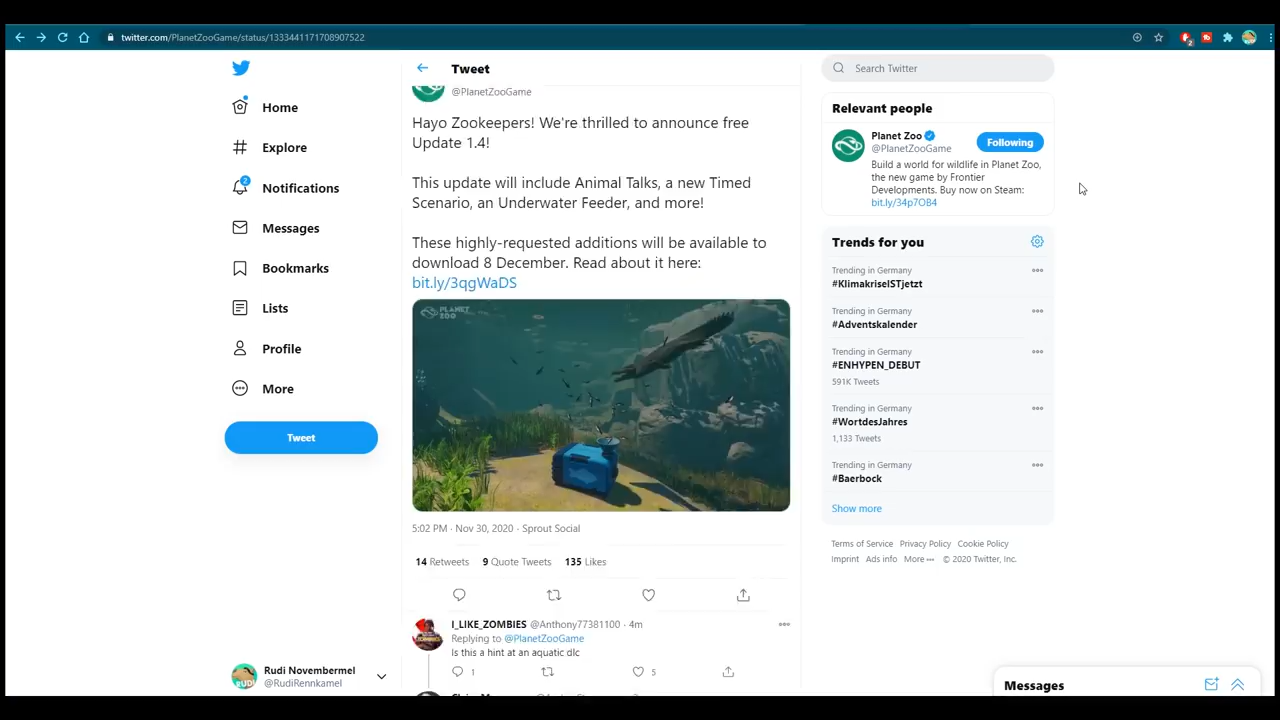 twitter.com/PlanetZooGame/status/1333441171708907522
Home
Explore
2
Notifications
Messages
Bookmarks
Lists
Profile
More
Tweet
Rudi Novembermel
@RudiRennkamel
Tweet
@PlanetZooGame
Hayo Zookeepers! We're thrilled to announce free
Update 1.4!
This update will include Animal Talks, a new Timed
Scenario, an Underwater Feeder, and more!
These highly-requested additions will be available to
download 8 December. Read about it here:
bit.ly/3qgWaDS
PLANET
ZOO
5:02 PM · Nov 30, 2020 · Sprout Social
14 Retweets 9 Quote Tweets 135 Likes
I_LIKE_ZOMBIES @Anthony77381100 · 4m
Replying to @PlanetZooGame
Is this a hint at an aquatic dlc
1 5
Search Twitter
Relevant people
Planet Zoo
@PlanetZooGame
Following
Build a world for wildlife in Planet Zoo,
the new game by Frontier
Developments. Buy now on Steam:
bit.ly/34p7OB4
Trends for you
Trending in Germany
#KlimakriseISTjetzt
Trending in Germany
#Adventskalender
Trending in Germany
#ENHYPEN_DEBUT
591K Tweets
Trending in Germany
#WortdesJahres
1,133 Tweets
Trending in Germany
#Baerbock
Show more
Terms of Service Privacy Policy Cookie Policy
Imprint Ads info More ··· © 2020 Twitter, Inc.
Messages